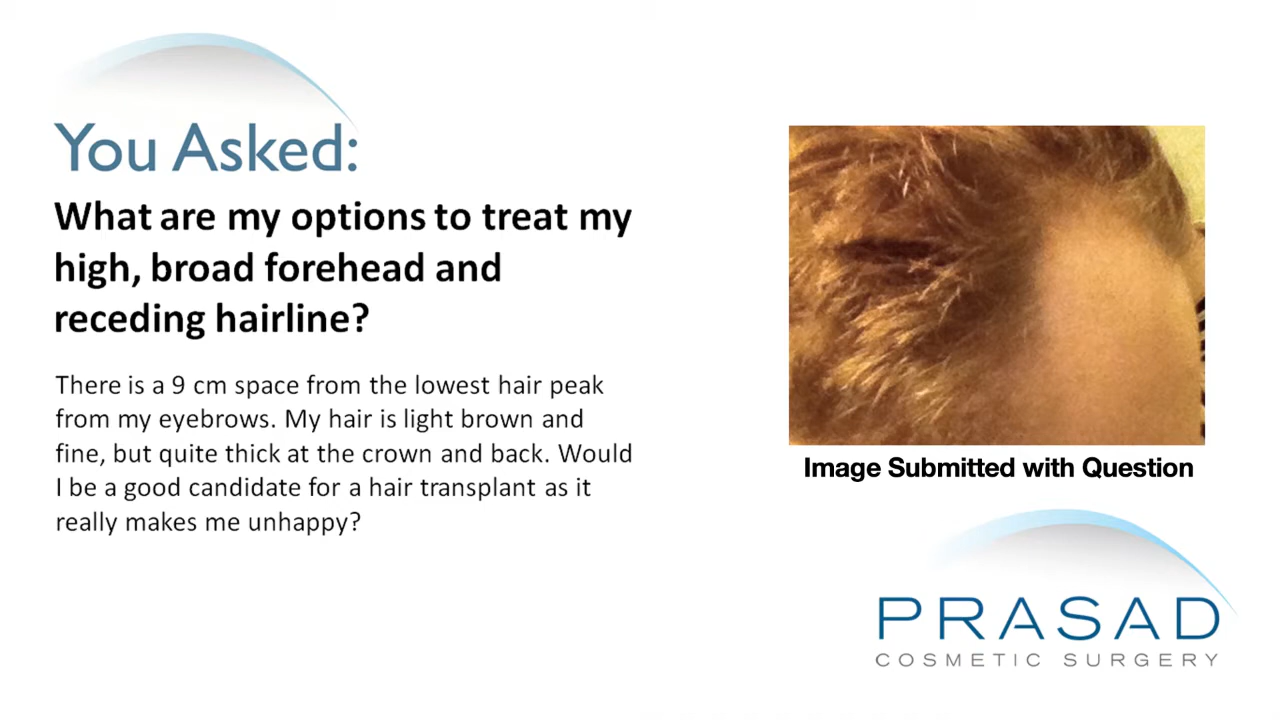 You Asked:
What are my options to treat my
high, broad forehead and
receding hairline?
There is a 9 cm space from the lowest hair peak
from my eyebrows. My hair is light brown and
fine, but quite thick at the crown and back. Would
I be a good candidate for a hair transplant as it
really makes me unhappy?
Image Submitted with Question
PRASAD
COSMETIC SURGERY